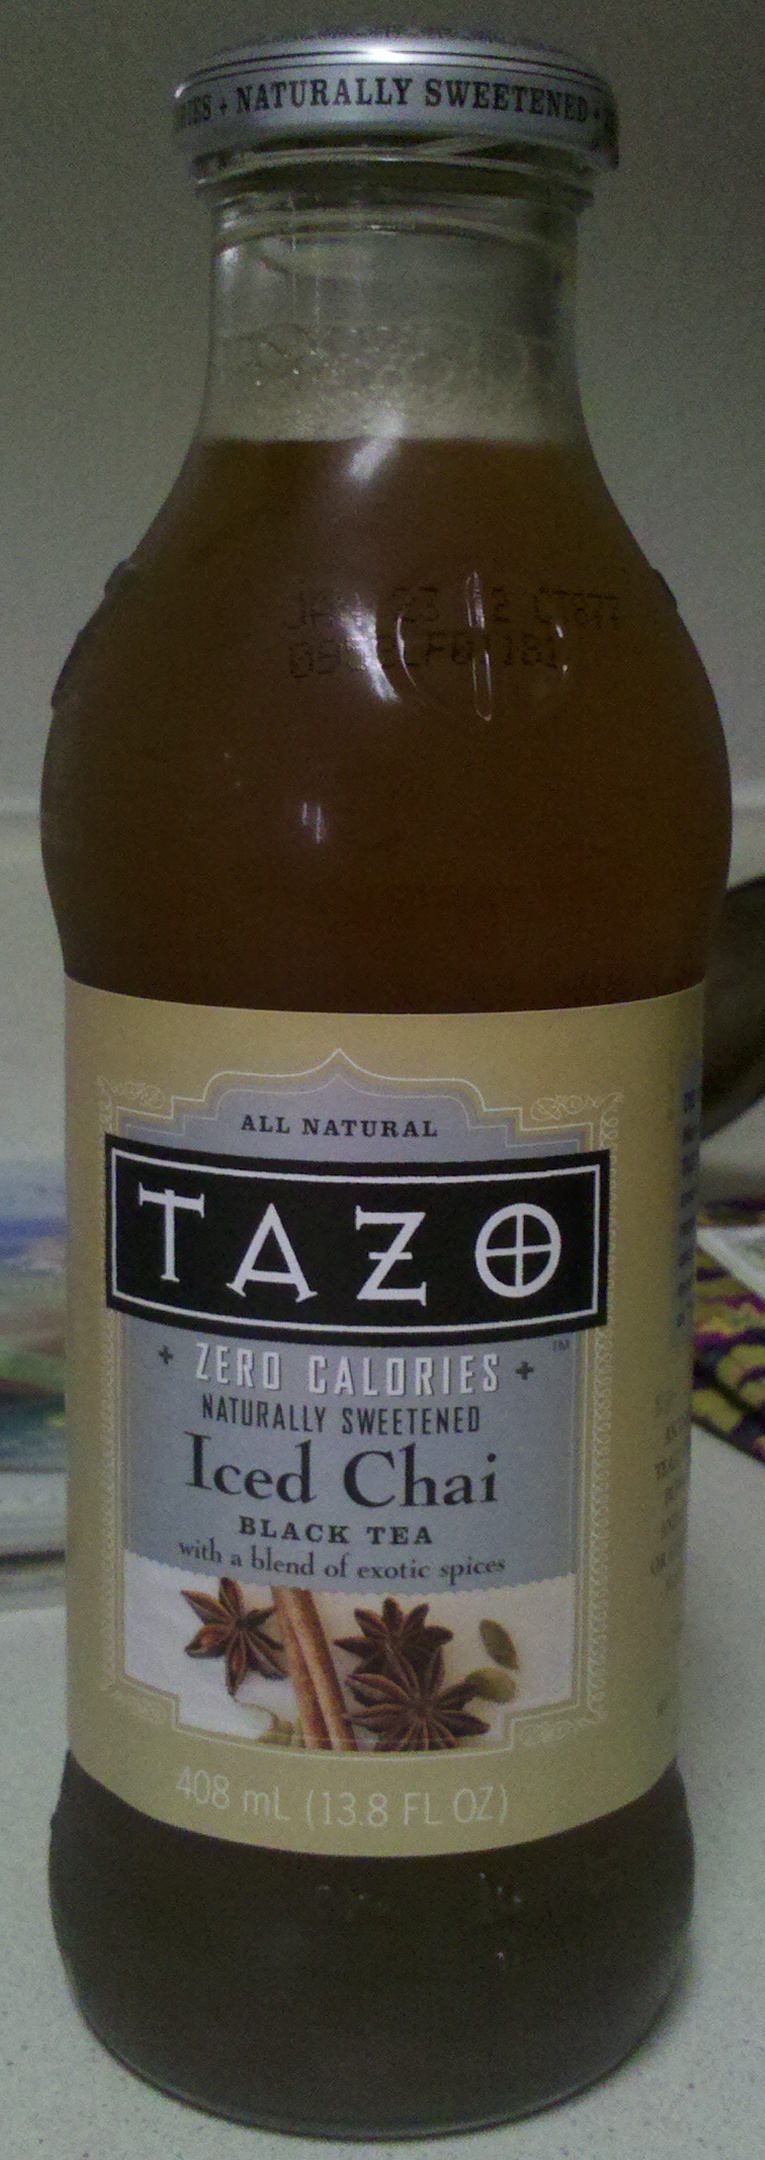 NATURALLY SWEETENED
ALL NATURAL
TAZO
TM
+ ZERO CALORIES +
NATURALLY SWEETENED
Iced Chai
BLACK TEA
with a blend of exotic spices
408 mL (13.8 FL OZ)